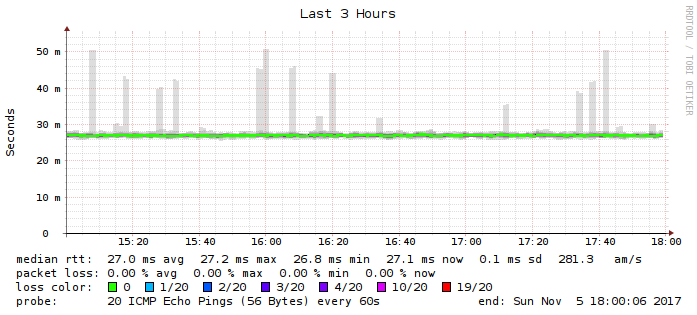 Last 3 Hours
RRDTOOL / TOBI OETIKER
Seconds
50 m
40 m
30 m
20 m
10 m
0
15:20 15:40 16:00 16:20 16:40 17:00 17:20 17:40 18:00
median rtt: 27.0 ms avg 27.2 ms max 26.8 ms min 27.1 ms now 0.1 ms sd 281.3 am/s
packet loss: 0.00 % avg 0.00 % max 0.00 % min 0.00 % now
loss color: 0 1/20 2/20 3/20 4/20 10/20 19/20
probe: 20 ICMP Echo Pings (56 Bytes) every 60s end: Sun Nov 5 18:00:06 2017